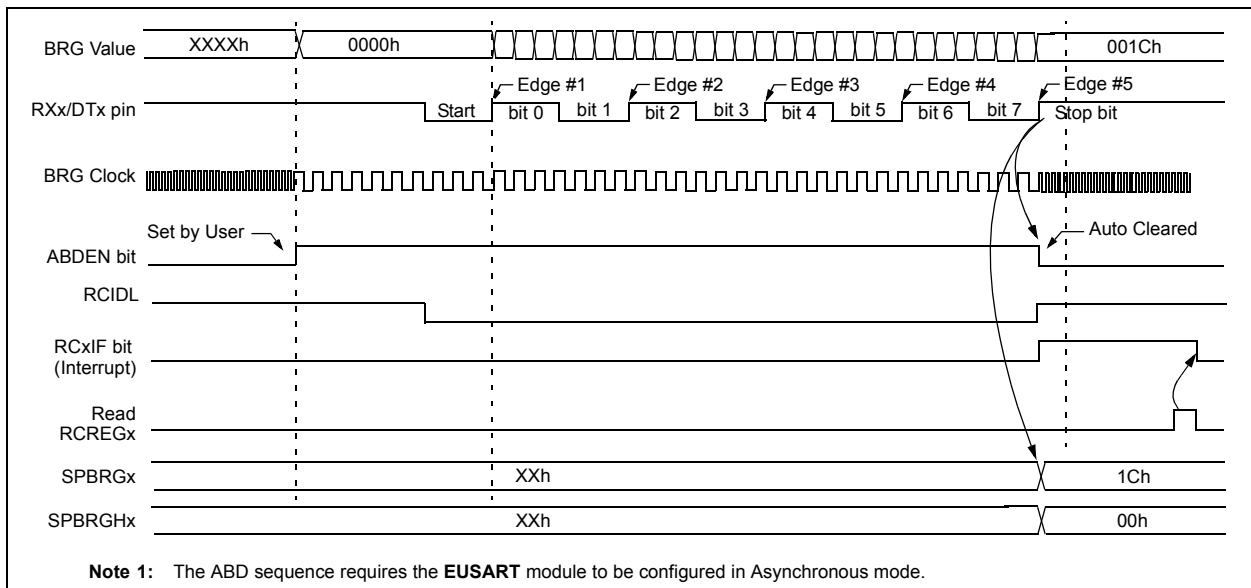 BRG Value
XXXXh
0000h
001Ch
RXx/DTx pin
Start
Edge #1
bit 0
bit 1
Edge #2
bit 2
bit 3
Edge #3
bit 4
bit 5
Edge #4
bit 6
bit 7
Edge #5
Stop bit
BRG Clock
Set by User
Auto Cleared
ABDEN bit
RCIDL
RCxIF bit
(Interrupt)
Read
RCREGx
SPBRGx
XXh
1Ch
SPBRGHx
XXh
00h
Note 1: The ABD sequence requires the EUSART module to be configured in Asynchronous mode.